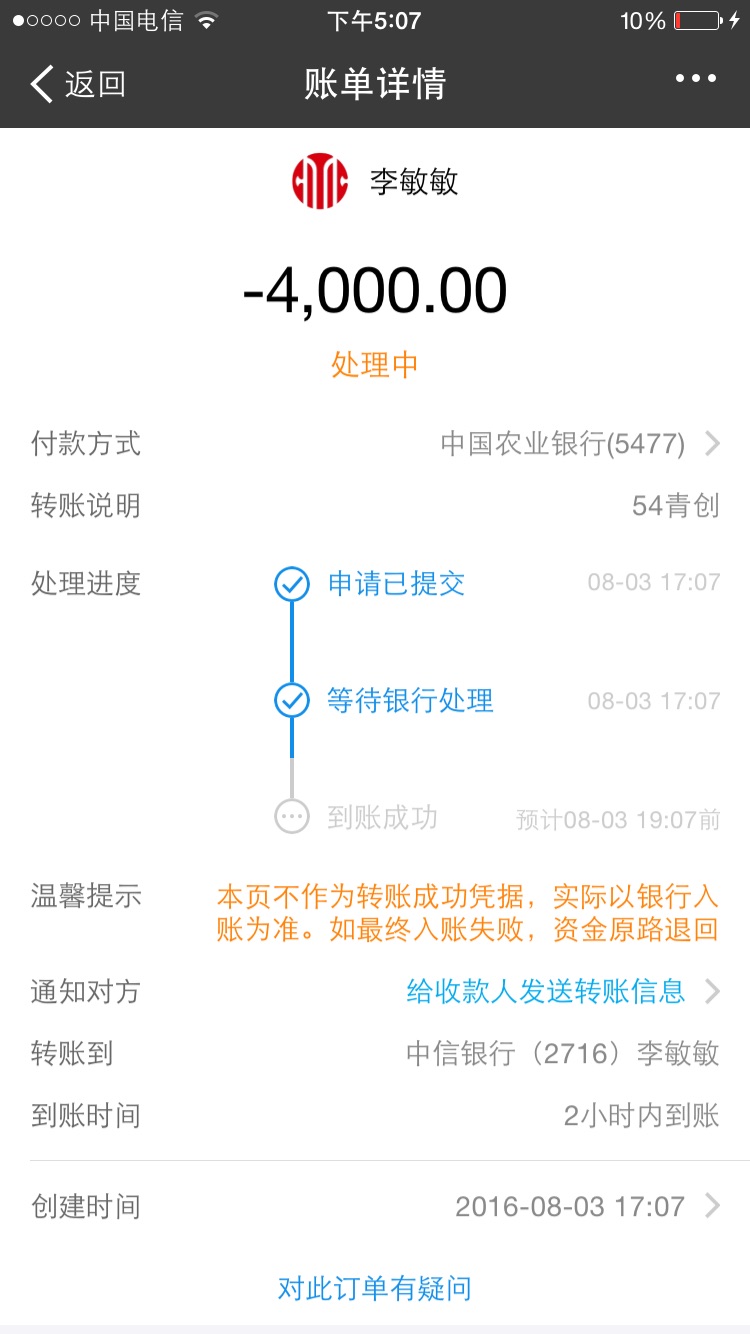 中国电信 下午5:07 10%
返回 账单详情
李敏敏
-4,000.00
处理中
付款方式 中国农业银行(5477)
转账说明 54青创
处理进度 申请已提交 08-03 17:07
等待银行处理 08-03 17:07
到账成功 预计08-03 19:07前
温馨提示 本页不作为转账成功凭据，实际以银行入
账为准。如最终入账失败，资金原路退回
通知对方 给收款人发送转账信息
转账到 中信银行（2716）李敏敏
到账时间 2小时内到账
创建时间 2016-08-03 17:07
对此订单有疑问